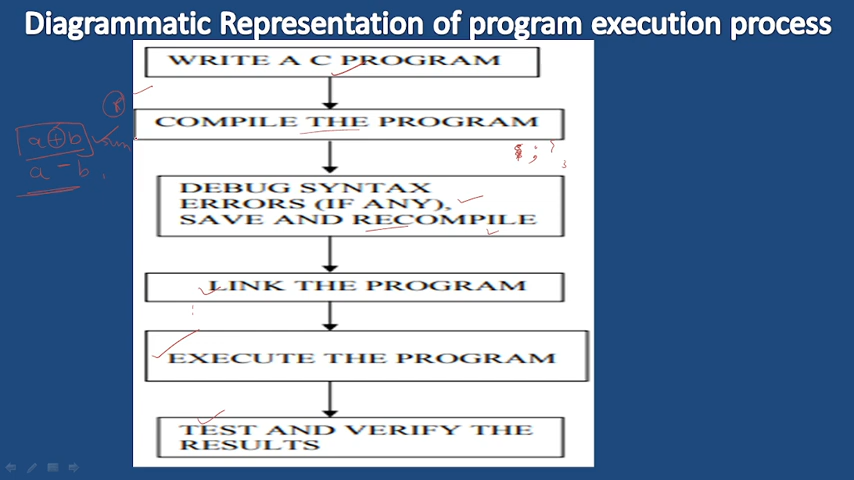 Diagrammatic Representation of program execution process
WRITE A C PROGRAM
COMPILE THE PROGRAM
a + b
a - b
DEBUG SYNTAX
ERRORS (IF ANY),
SAVE AND RECOMPILE
LINK THE PROGRAM
EXECUTE THE PROGRAM
TEST AND VERIFY THE
RESULTS